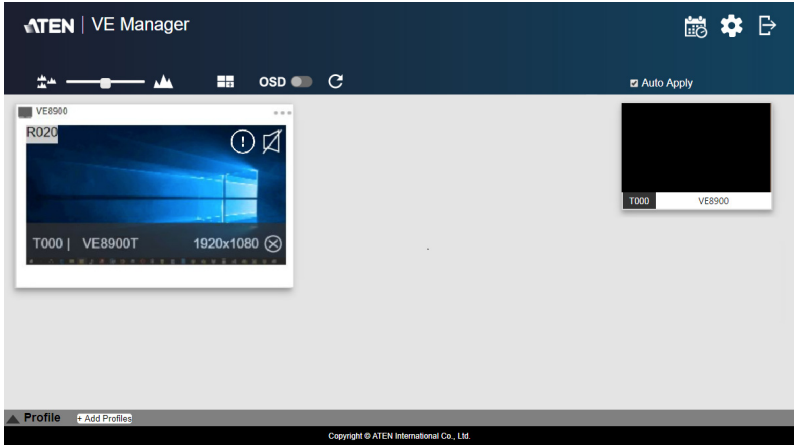 ATEN | VE Manager
OSD
Auto Apply
VE8900
R020
T000 | VE8900T 1920x1080
T000 VE8900
Profile + Add Profiles
Copyright © ATEN International Co., Ltd.